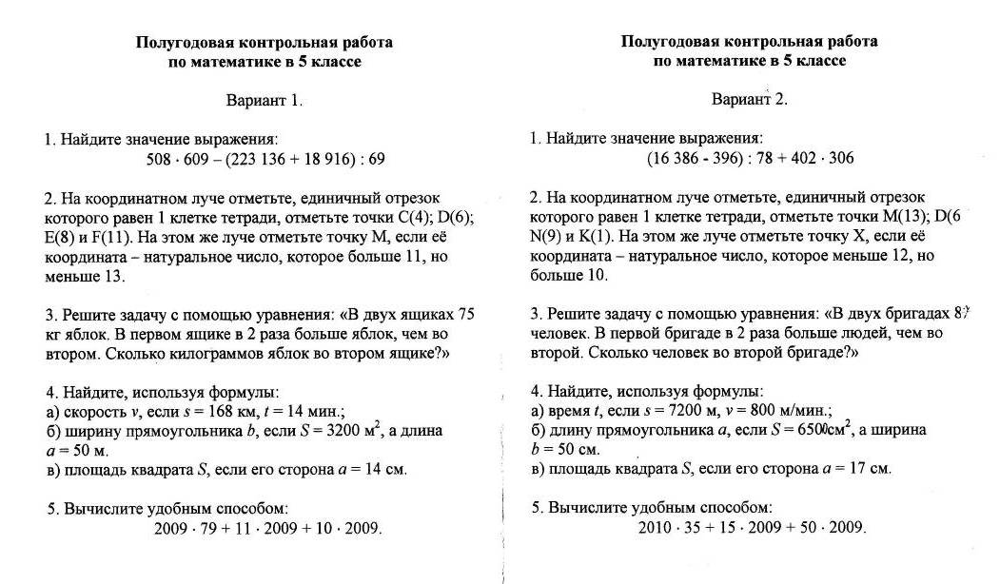 Полугодовая контрольная работа
по математике в 5 классе
Вариант 1.
1. Найдите значение выражения:
508 · 609 – (223 136 + 18 916) : 69
2. На координатном луче отметьте, единичный отрезок
которого равен 1 клетке тетради, отметьте точки С(4); D(6);
E(8) и F(11). На этом же луче отметьте точку М, если её
координата – натуральное число, которое больше 11, но
меньше 13.
3. Решите задачу с помощью уравнения: «В двух ящиках 75
кг яблок. В первом ящике в 2 раза больше яблок, чем во
втором. Сколько килограммов яблок во втором ящике?»
4. Найдите, используя формулы:
а) скорость v, если s = 168 км, t = 14 мин.;
б) ширину прямоугольника b, если S = 3200 м², а длина
a = 50 м.
в) площадь квадрата S, если его сторона a = 14 см.
5. Вычислите удобным способом:
2009 · 79 + 11 · 2009 + 10 · 2009.
Полугодовая контрольная работа
по математике в 5 классе
Вариант 2.
1. Найдите значение выражения:
(16 386 - 396) : 78 + 402 · 306
2. На координатном луче отметьте, единичный отрезок
которого равен 1 клетке тетради, отметьте точки М(13); D(6
N(9) и К(1). На этом же луче отметьте точку Х, если её
координата – натуральное число, которое меньше 12, но
больше 10.
3. Решите задачу с помощью уравнения: «В двух бригадах 87
человек. В первой бригаде в 2 раза больше людей, чем во
второй. Сколько человек во второй бригаде?»
4. Найдите, используя формулы:
а) время t, если s = 7200 м, v = 800 м/мин.;
б) длину прямоугольника a, если S = 6500см², а ширина
b = 50 см.
в) площадь квадрата S, если его сторона a = 17 см.
5. Вычислите удобным способом:
2010 · 35 + 15 · 2009 + 50 · 2009.